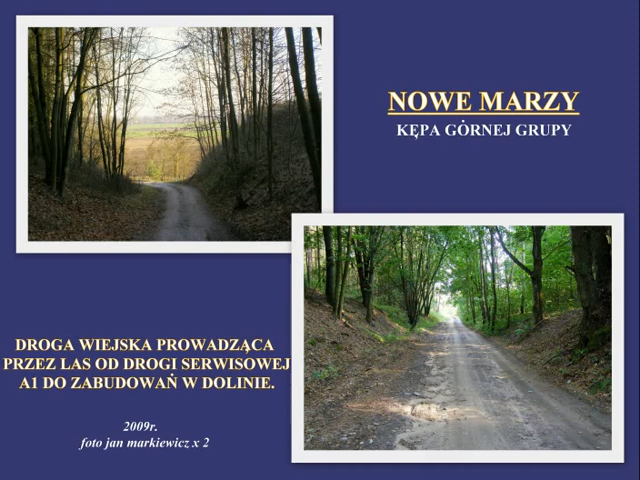 NOWE MARZY
KĘPA GÓRNEJ GRUPY
DROGA WIEJSKA PROWADZĄCA
PRZEZ LAS OD DROGI SERWISOWEJ
A1 DO ZABUDOWAŃ W DOLINIE.
2009r.
foto jan markiewicz x 2